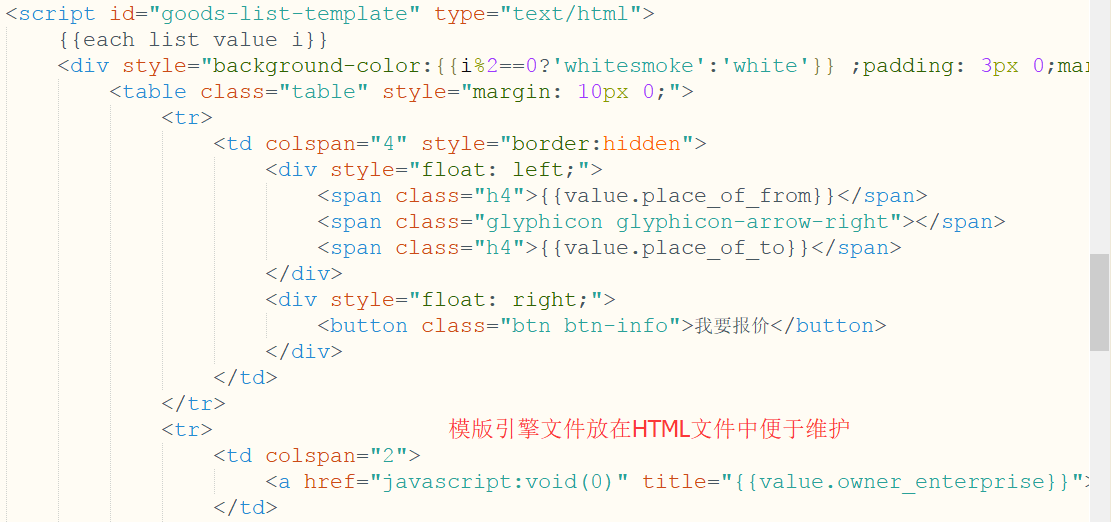 <script id="goods-list-template" type="text/html">
    {{each list value i}}
    <div style="background-color:{{i%2==0?'whitesmoke':'white'}} ;padding: 3px 0;mar
        <table class="table" style="margin: 10px 0;">
            <tr>
                <td colspan="4" style="border:hidden">
                    <div style="float: left;">
                        <span class="h4">{{value.place_of_from}}</span>
                        <span class="glyphicon glyphicon-arrow-right"></span>
                        <span class="h4">{{value.place_of_to}}</span>
                    </div>
                    <div style="float: right;">
                        <button class="btn btn-info">我要报价</button>
                    </div>
                </td>
            </tr>
            <tr> 模版引擎文件放在HTML文件中便于维护
                <td colspan="2">
                    <a href="javascript:void(0)" title="{{value.owner_enterprise}}">
                </td>